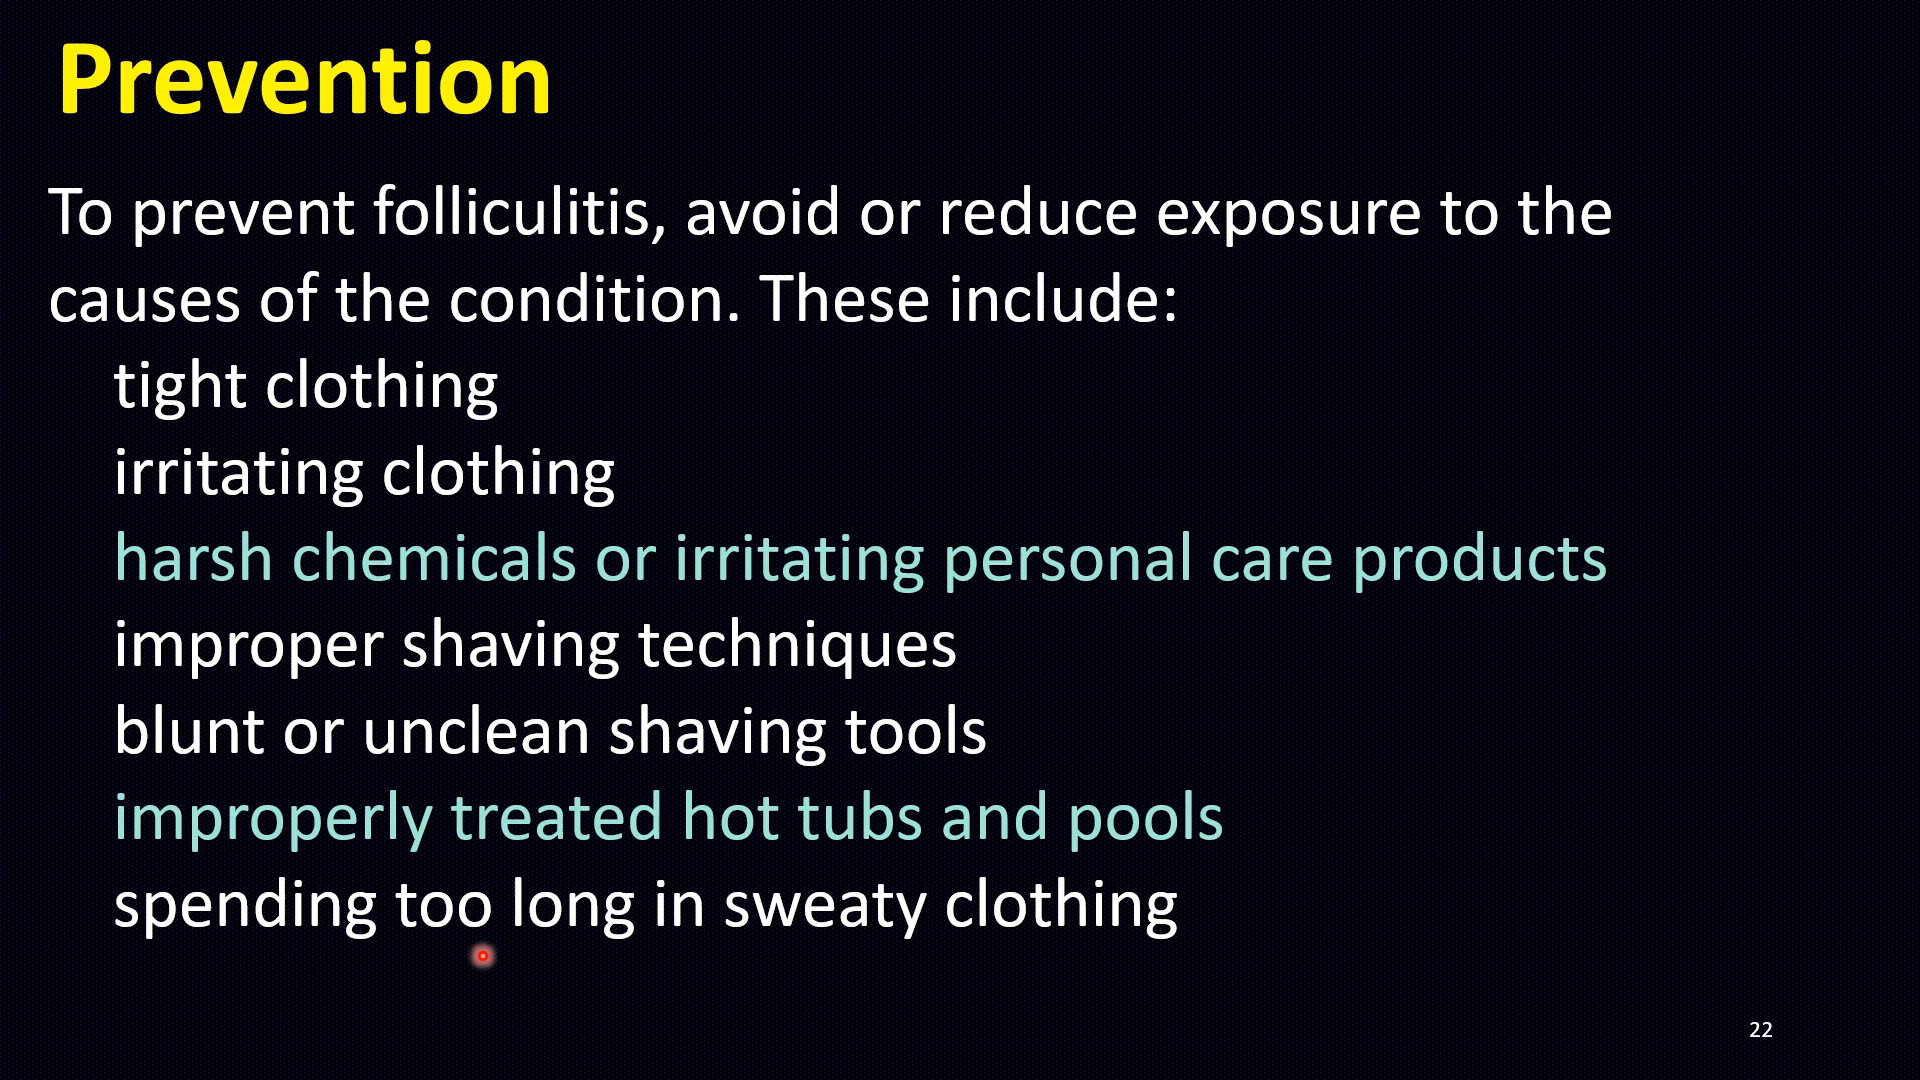 Prevention
To prevent folliculitis, avoid or reduce exposure to the
causes of the condition. These include:
tight clothing
irritating clothing
harsh chemicals or irritating personal care products
improper shaving techniques
blunt or unclean shaving tools
improperly treated hot tubs and pools
spending too long in sweaty clothing
22